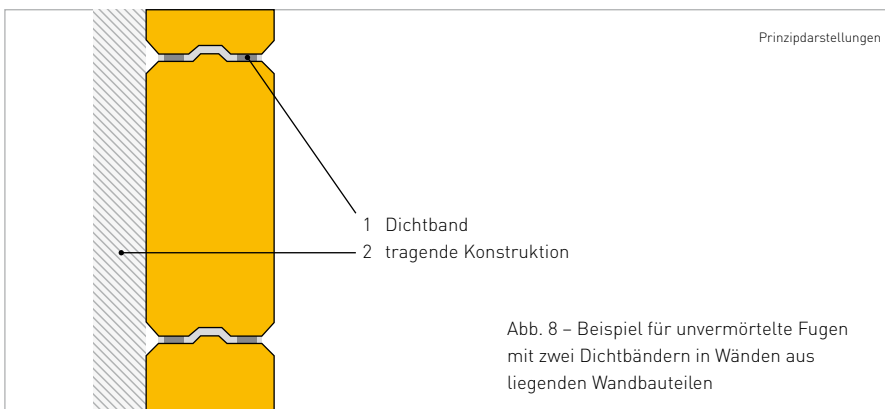 Prinzipdarstellungen
1 Dichtband
2 tragende Konstruktion
Abb. 8 – Beispiel für unvermörtelte Fugen
mit zwei Dichtbändern in Wänden aus
liegenden Wandbauteilen